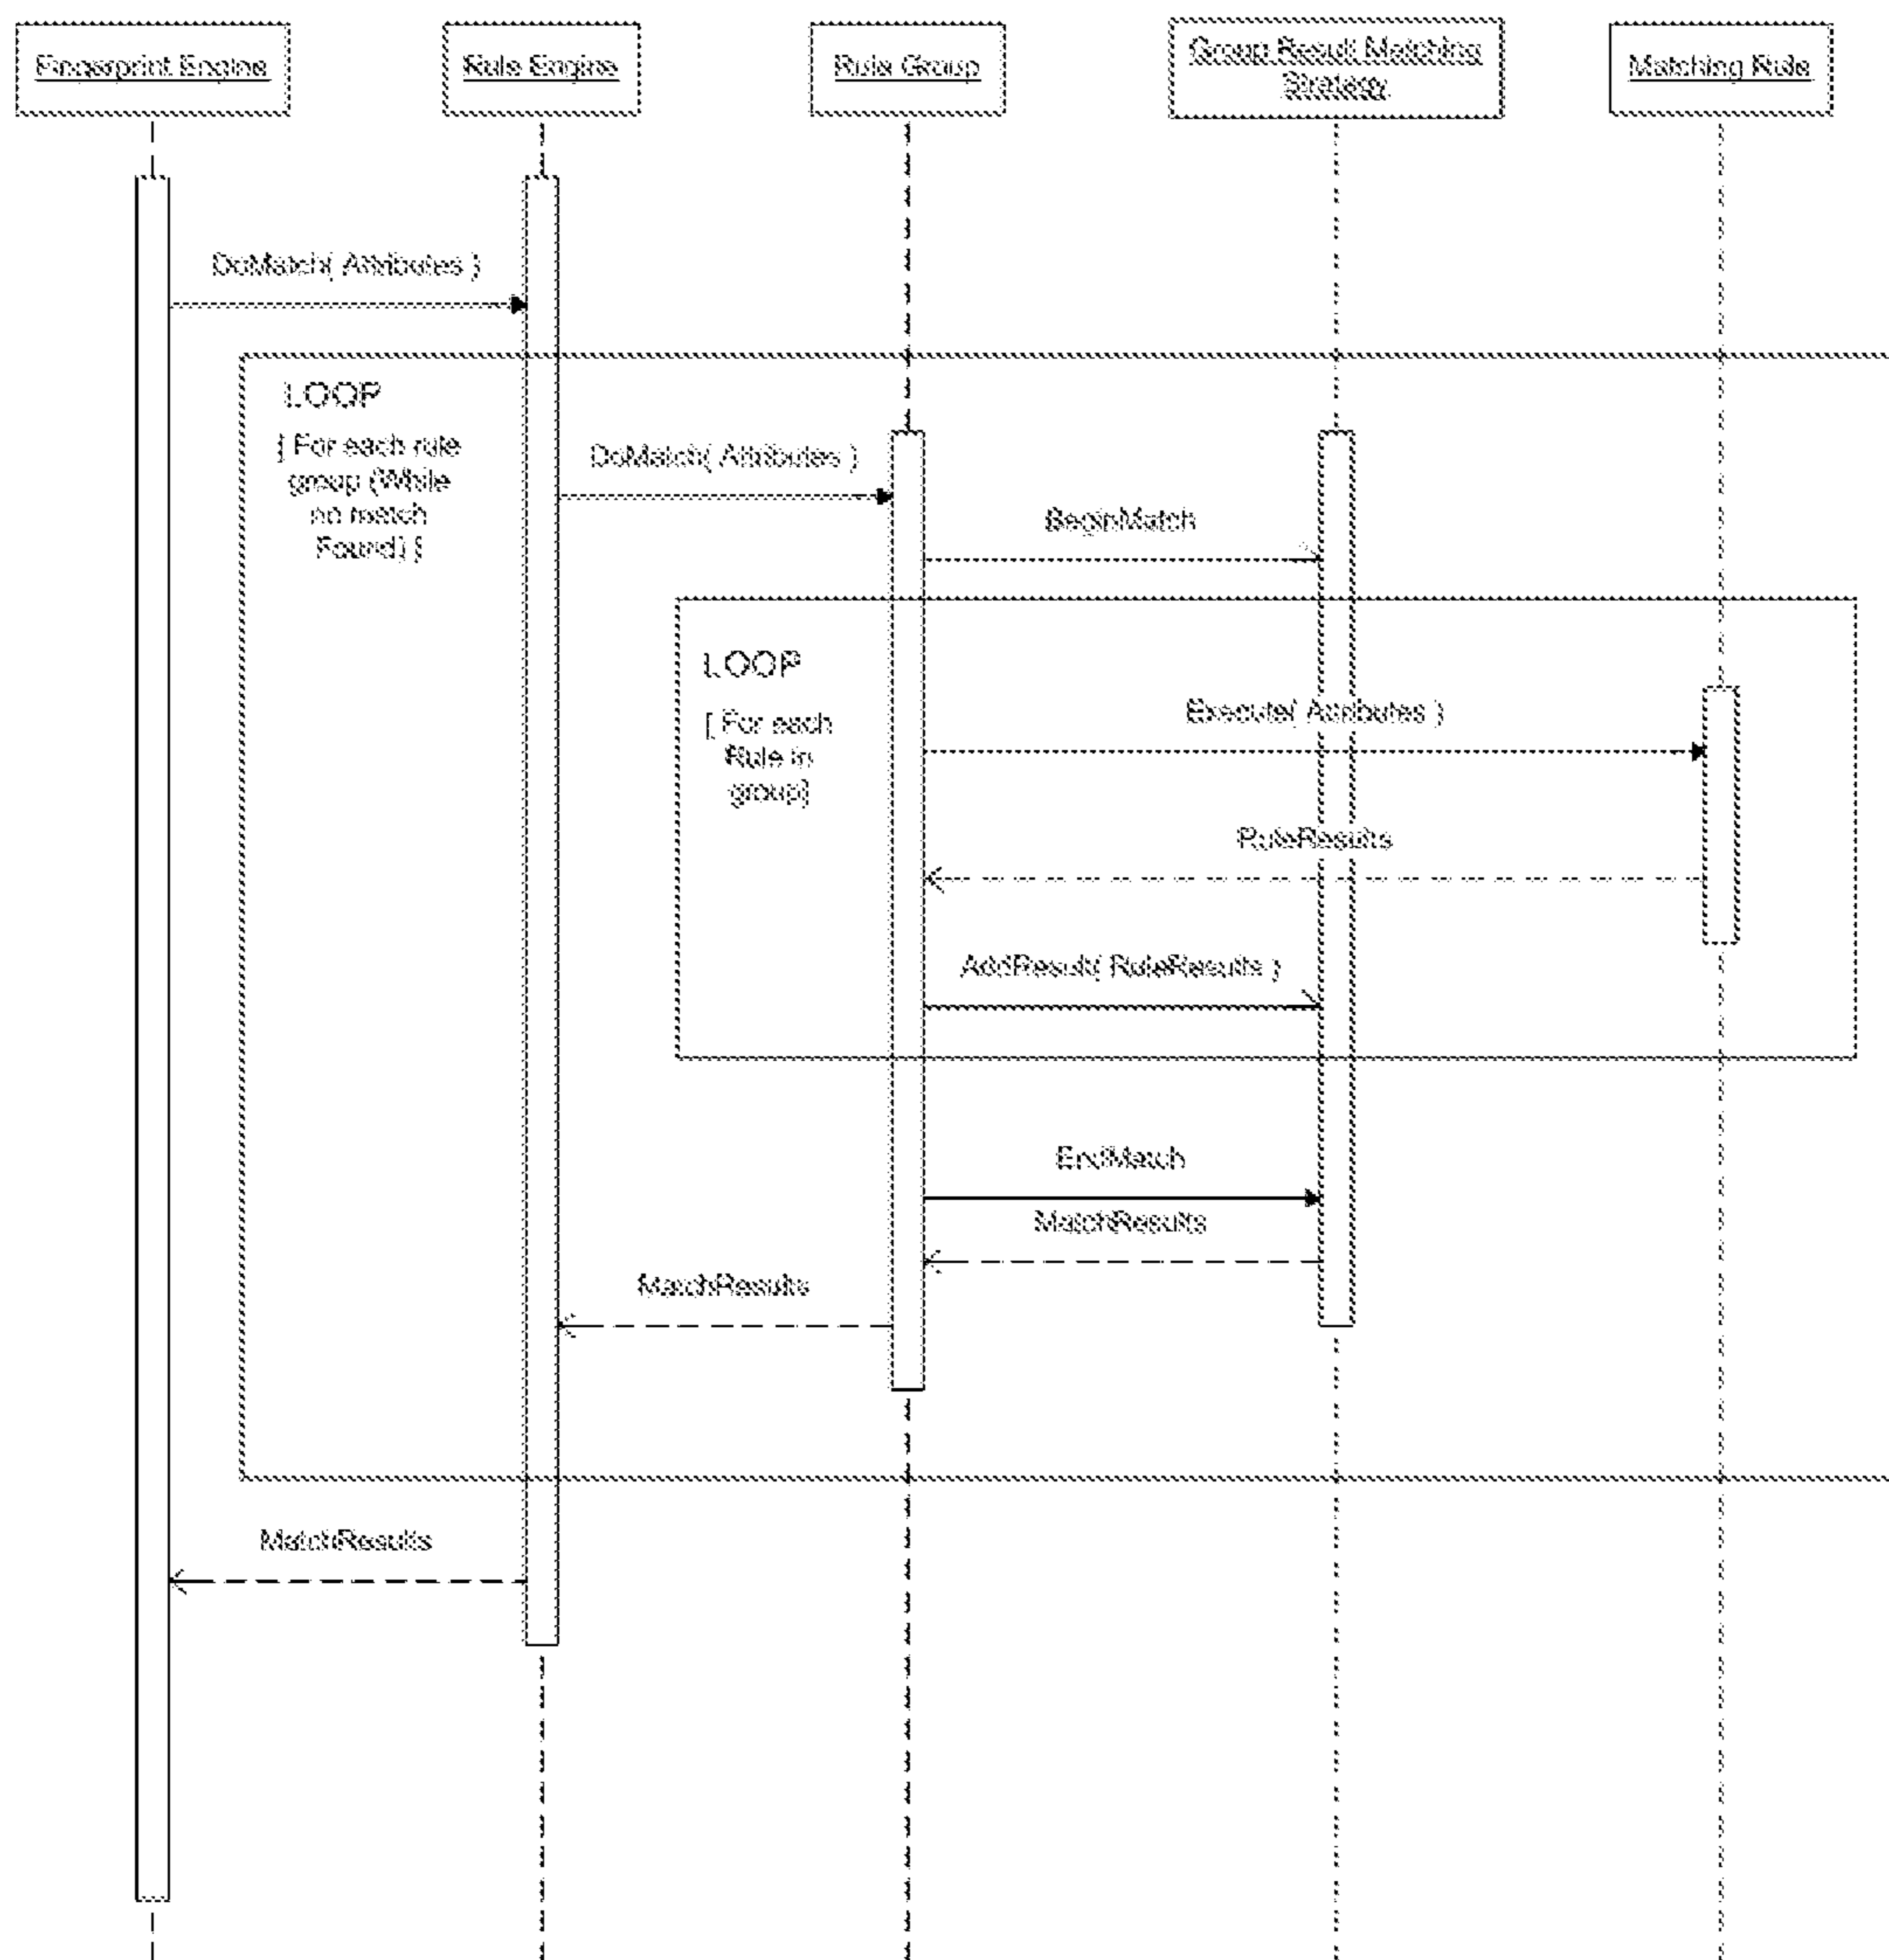 Fingerprint Engine
Rule Engine
Rule Group
Group Result Matching
Strategy
Matching Rule
DoMatch( Attributes )
LOOP
[ For each rule
group (While
no match
Found) ]
DoMatch( Attributes )
BeginMatch
LOOP
[ For each
Rule in
group]
Execute( Attributes )
RuleResults
AddResult( RuleResults )
EndMatch
MatchResults
MatchResults
MatchResults